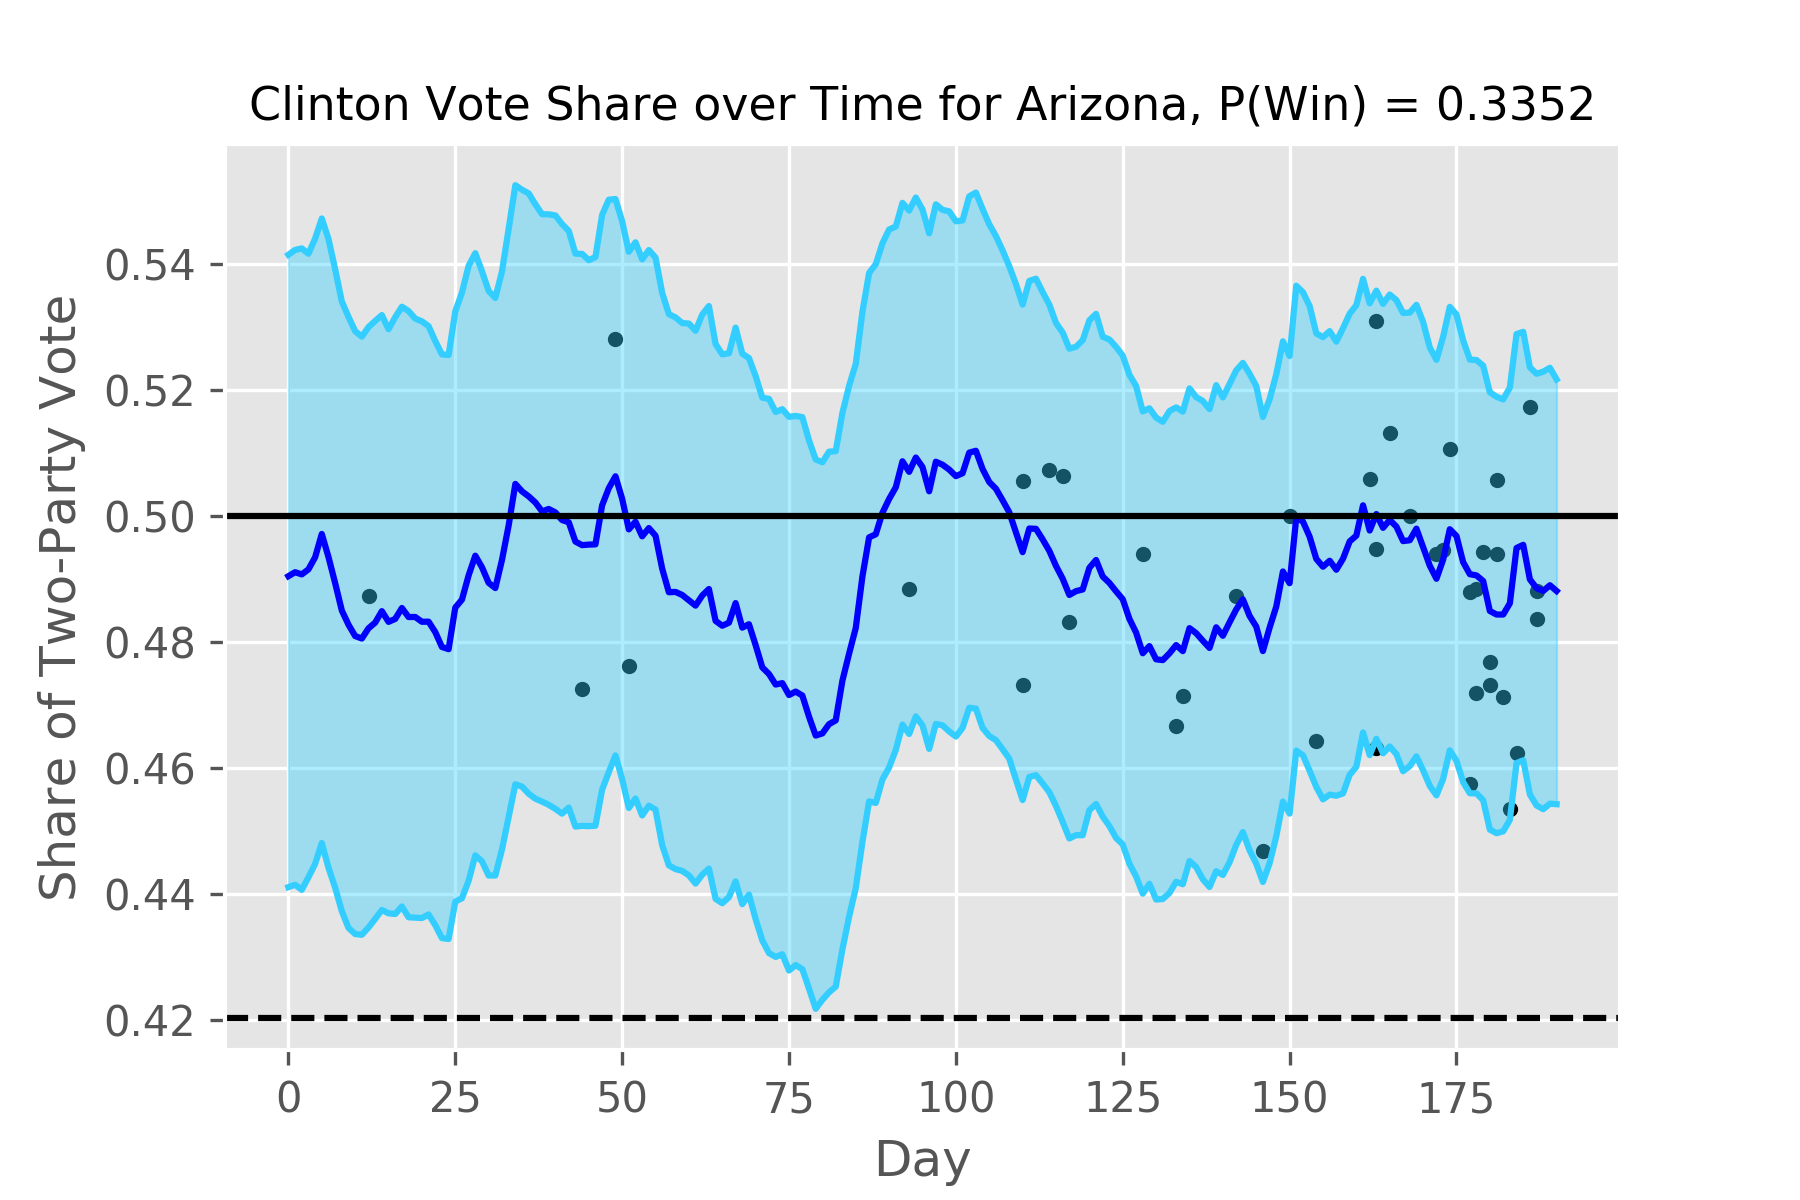 Clinton Vote Share over Time for Arizona, P(Win) = 0.3352
Share of Two-Party Vote
0.54
0.52
0.50
0.48
0.46
0.44
0.42
0 25 50 75 100 125 150 175
Day